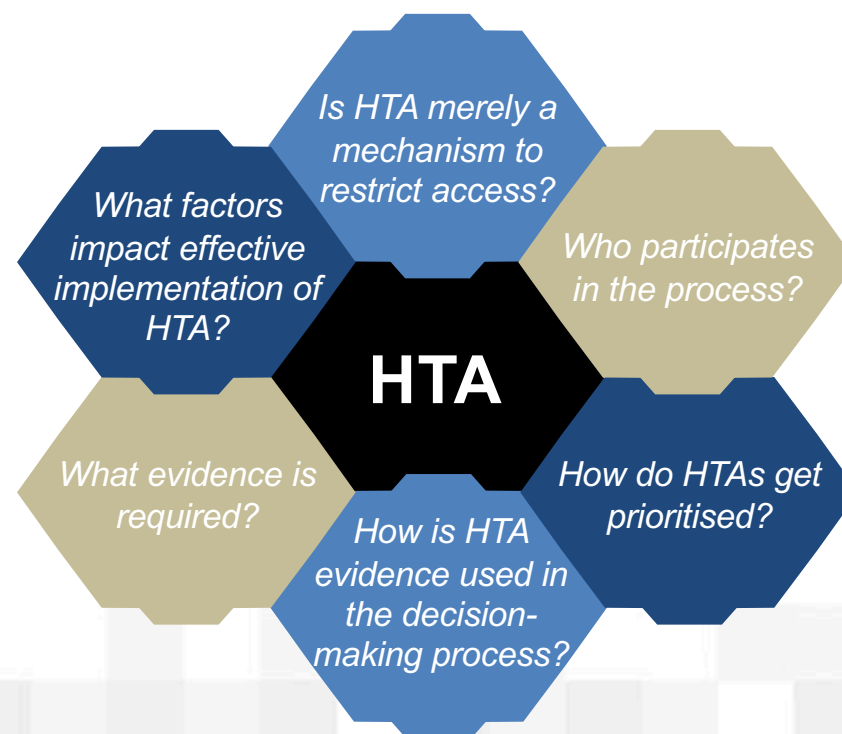 Is HTA merely a
mechanism to
restrict access?
What factors
impact effective
implementation of
HTA?
Who participates
in the process?
HTA
What evidence is
required?
How do HTAs get
prioritised?
How is HTA
evidence used in
the decision-
making process?